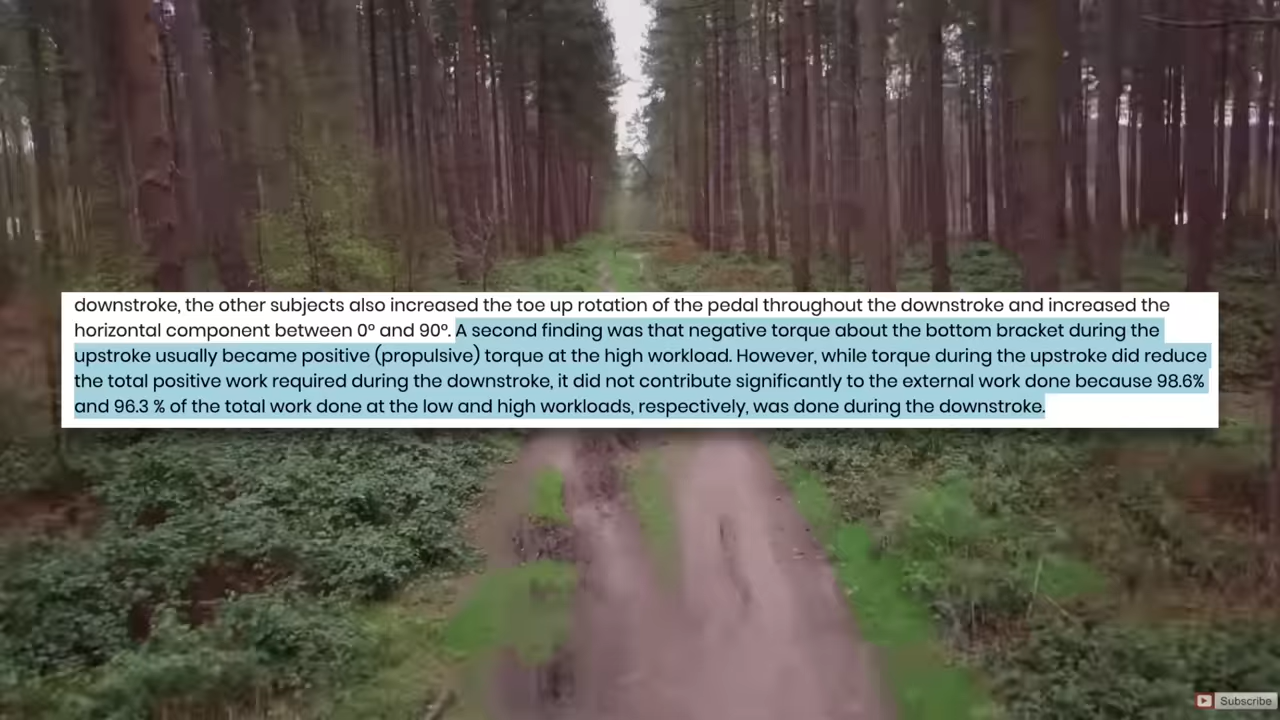 downstroke, the other subjects also increased the toe up rotation of the pedal throughout the downstroke and increased the
horizontal component between 0° and 90°. A second finding was that negative torque about the bottom bracket during the
upstroke usually became positive (propulsive) torque at the high workload. However, while torque during the upstroke did reduce
the total positive work required during the downstroke, it did not contribute significantly to the external work done because 98.6%
and 96.3 % of the total work done at the low and high workloads, respectively, was done during the downstroke.
Subscribe